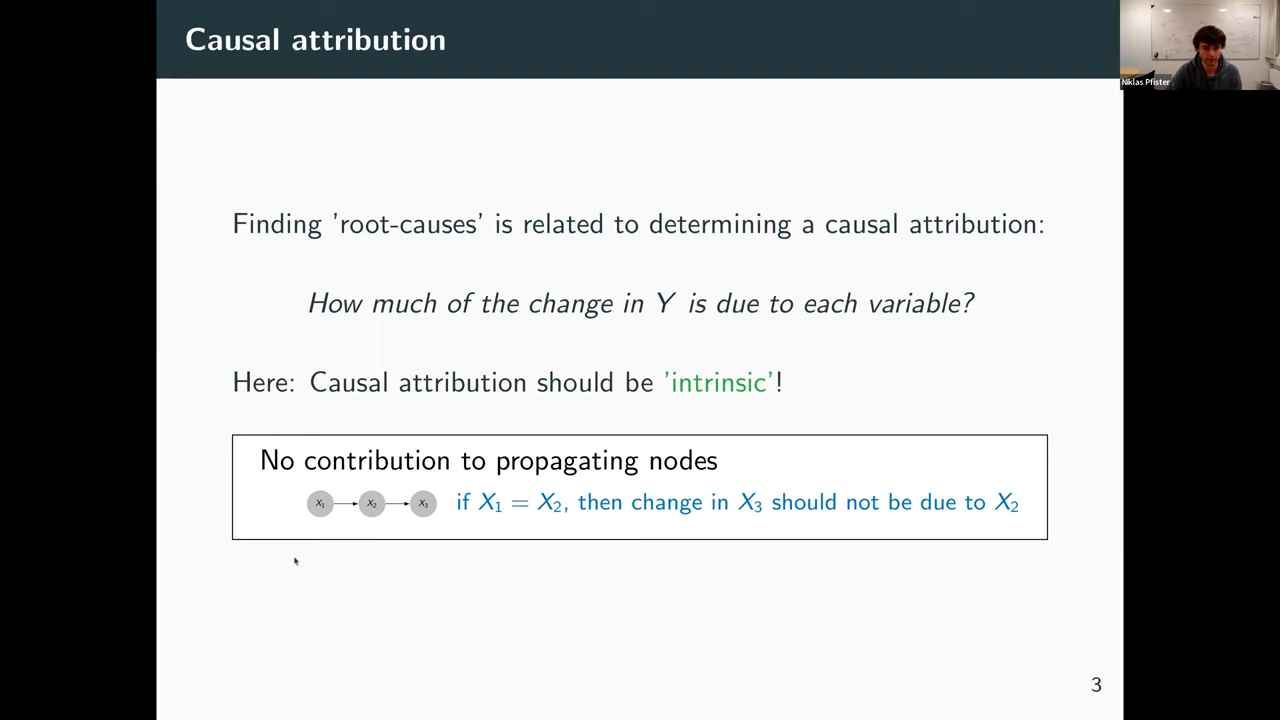 Causal attribution
Niklas Pfister
Finding 'root-causes' is related to determining a causal attribution:
How much of the change in Y is due to each variable?
Here: Causal attribution should be 'intrinsic'!
No contribution to propagating nodes
X₁ X₂ X₃ if X₁ = X₂, then change in X₃ should not be due to X₂
3